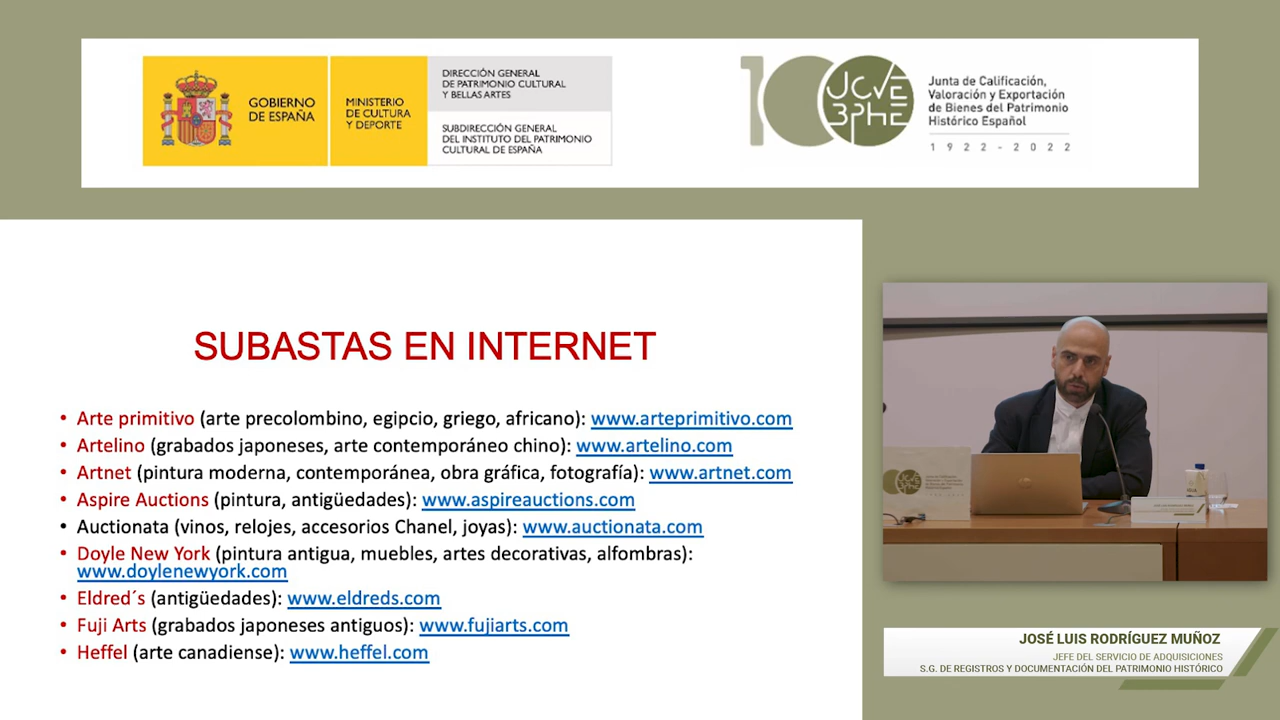 GOBIERNO
DE ESPAÑA
MINISTERIO
DE CULTURA
Y DEPORTE
DIRECCIÓN GENERAL
DE PATRIMONIO CULTURAL
Y BELLAS ARTES
SUBDIRECCIÓN GENERAL
DEL INSTITUTO DEL PATRIMONIO
CULTURAL DE ESPAÑA
100
JCVE
BPHE
Junta de Calificación,
Valoración y Exportación
de Bienes del Patrimonio
Histórico Español
1922-2022
SUBASTAS EN INTERNET
• Arte primitivo (arte precolombino, egipcio, griego, africano): www.arteprimitivo.com
• Artelino (grabados japoneses, arte contemporáneo chino): www.artelino.com
• Artnet (pintura moderna, contemporánea, obra gráfica, fotografía): www.artnet.com
• Aspire Auctions (pintura, antigüedades): www.aspireauctions.com
• Auctionata (vinos, relojes, accesorios Chanel, joyas): www.auctionata.com
• Doyle New York (pintura antigua, muebles, artes decorativas, alfombras):
www.doylenewyork.com
• Eldred´s (antigüedades): www.eldreds.com
• Fuji Arts (grabados japoneses antiguos): www.fujiarts.com
• Heffel (arte canadiense): www.heffel.com
JOSÉ LUIS RODRÍGUEZ MUÑOZ
JEFE DEL SERVICIO DE ADQUISICIONES
S.G. DE REGISTROS Y DOCUMENTACIÓN DEL PATRIMONIO HISTÓRICO